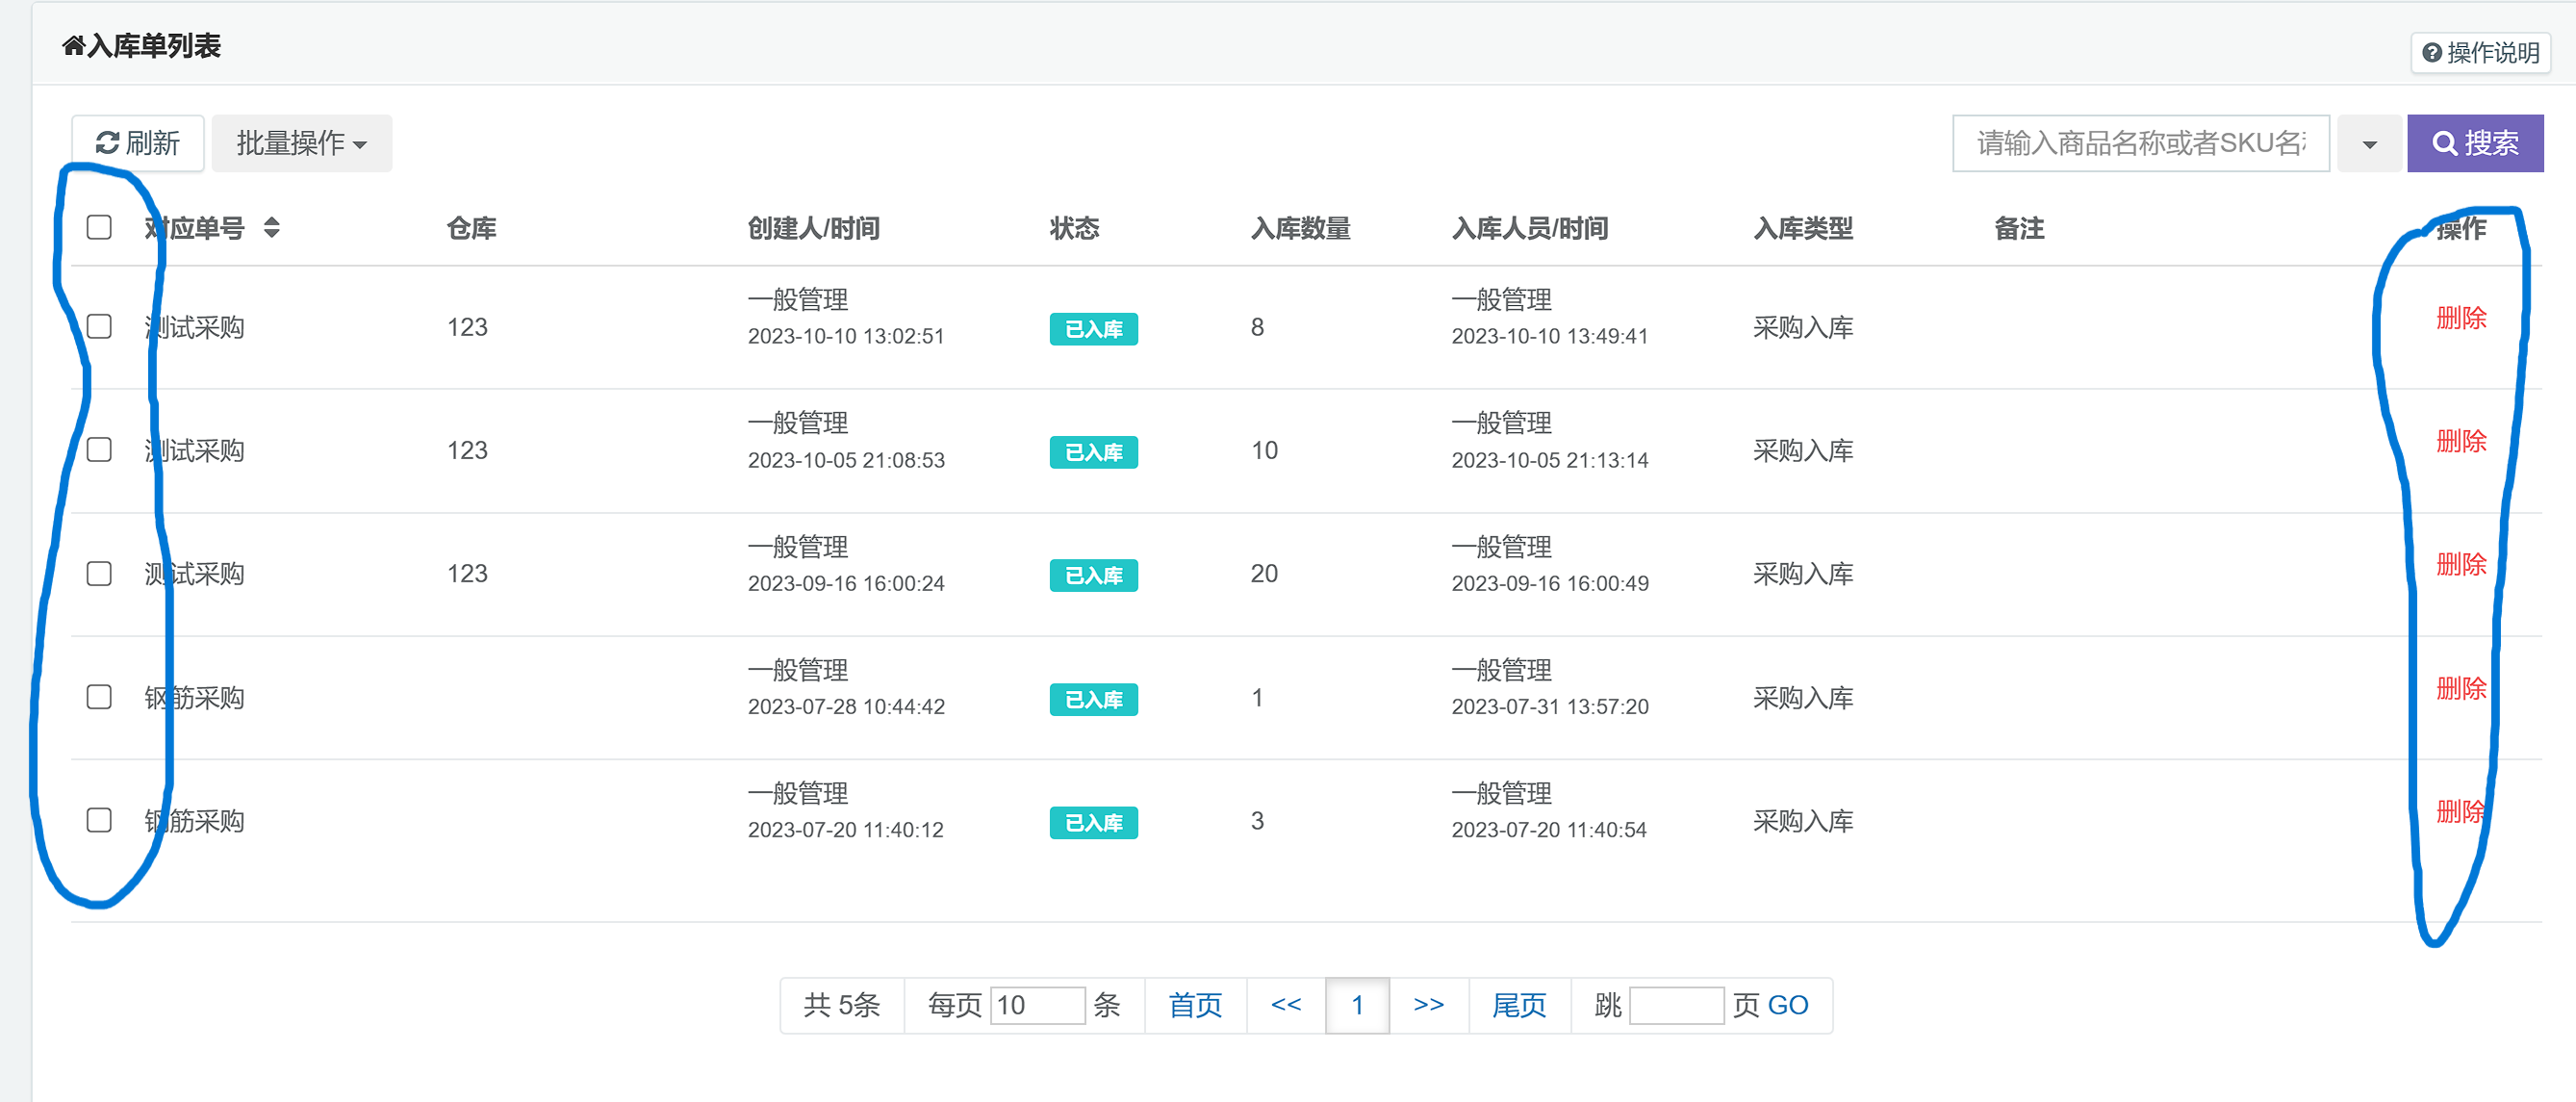 入库单列表
操作说明
刷新 批量操作 请输入商品名称或者SKU名称 搜索
对应单号 仓库 创建人/时间 状态 入库数量 入库人员/时间 入库类型 备注 操作
测试采购 123 一般管理 2023-10-10 13:02:51 已入库 8 一般管理 2023-10-10 13:49:41 采购入库 删除
测试采购 123 一般管理 2023-10-05 21:08:53 已入库 10 一般管理 2023-10-05 21:13:14 采购入库 删除
测试采购 123 一般管理 2023-09-16 16:00:24 已入库 20 一般管理 2023-09-16 16:00:49 采购入库 删除
钢筋采购 一般管理 2023-07-28 10:44:42 已入库 1 一般管理 2023-07-31 13:57:20 采购入库 删除
钢筋采购 一般管理 2023-07-20 11:40:12 已入库 3 一般管理 2023-07-20 11:40:54 采购入库 删除
共 5条 每页 10 条 首页 << 1 >> 尾页 跳 页 GO